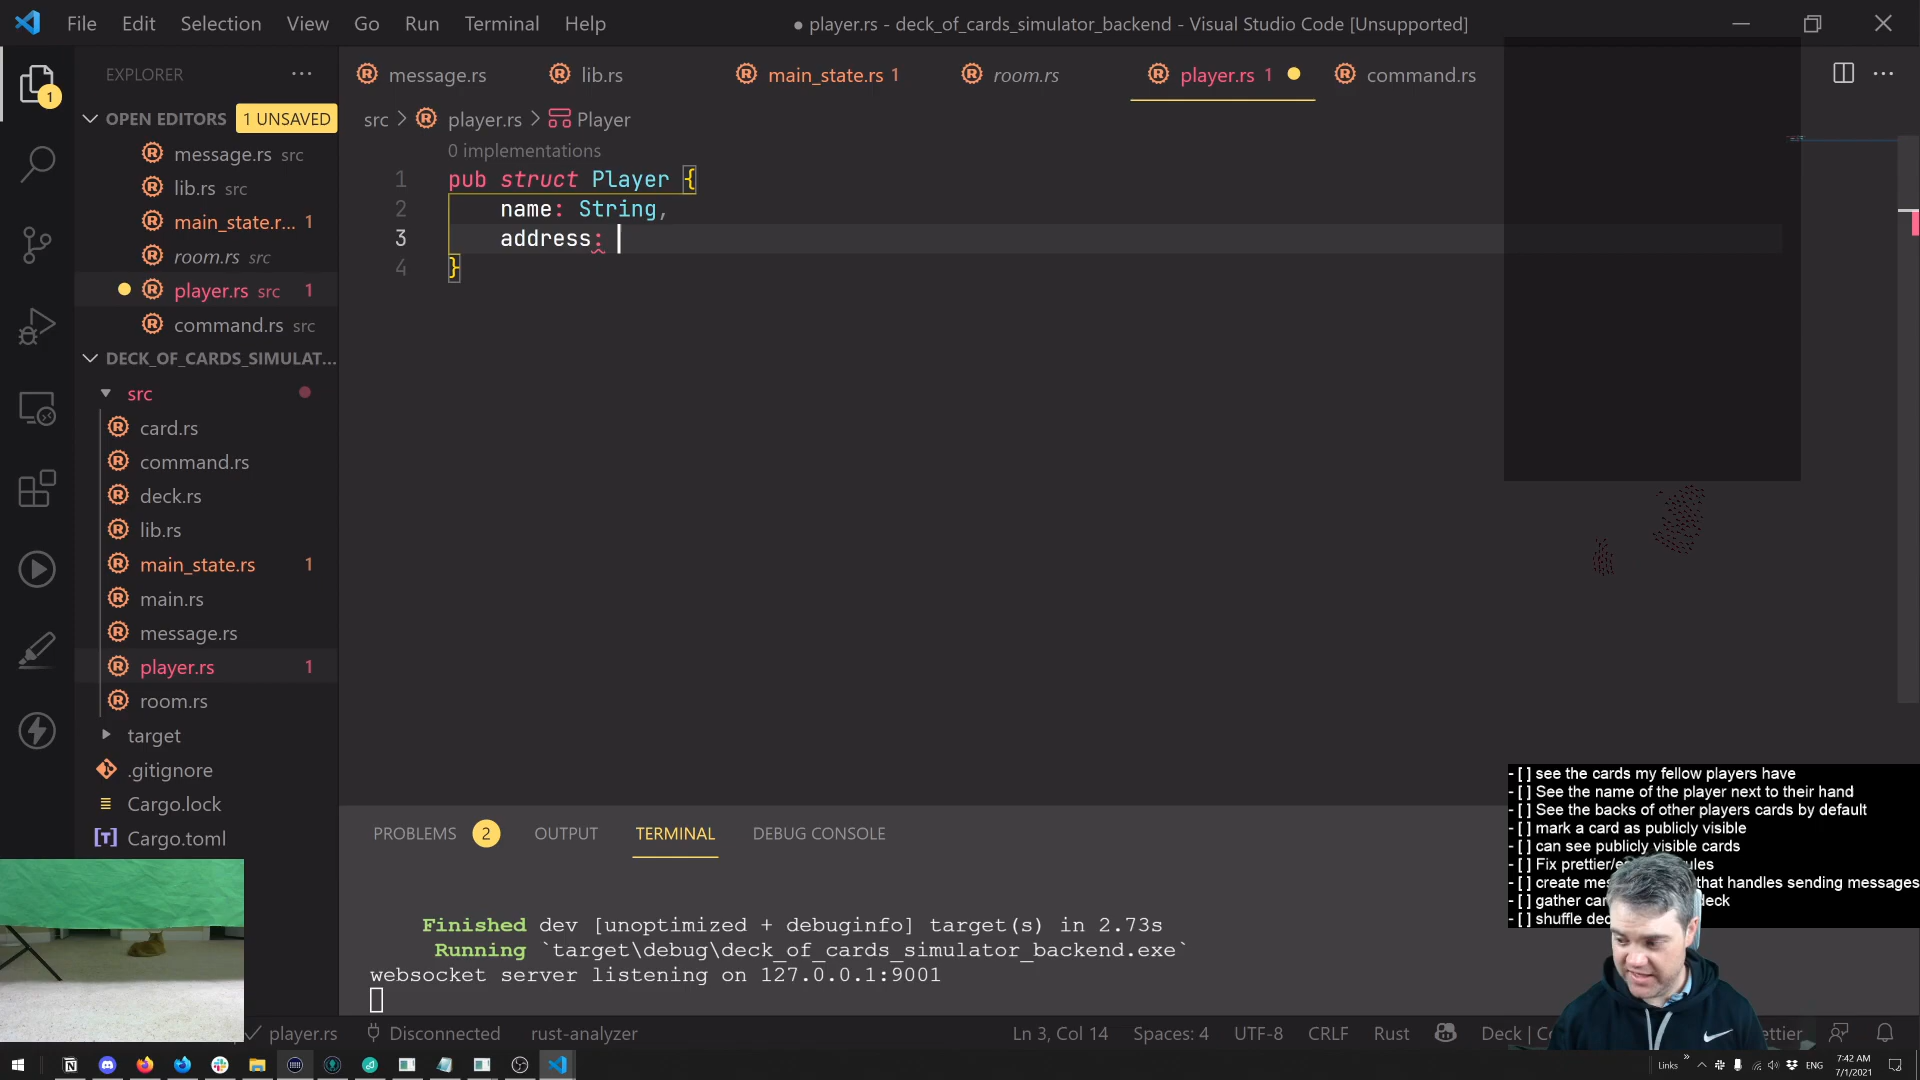 File Edit Selection View Go Run Terminal Help
● player.rs - deck_of_cards_simulator_backend - Visual Studio Code [Unsupported]
EXPLORER
message.rs lib.rs main_state.rs 1 room.rs player.rs 1 command.rs
1
OPEN EDITORS 1 UNSAVED
src > player.rs > Player
message.rs src
lib.rs src
main_state.r... 1
room.rs src
player.rs src 1
command.rs src
0 implementations
1 pub struct Player {
2 name: String,
3 address:
4 }
DECK_OF_CARDS_SIMULAT...
src
card.rs
command.rs
deck.rs
lib.rs
main_state.rs 1
main.rs
message.rs
player.rs 1
room.rs
target
.gitignore
Cargo.lock
Cargo.toml
PROBLEMS 2 OUTPUT TERMINAL DEBUG CONSOLE
Finished dev [unoptimized + debuginfo] target(s) in 2.73s
Running `target\debug\deck_of_cards_simulator_backend.exe`
websocket server listening on 127.0.0.1:9001
- [ ] see the cards my fellow players have
- [ ] See the name of the player next to their hand
- [ ] See the backs of other players cards by default
- [ ] mark a card as publicly visible
- [ ] can see publicly visible cards
- [ ] Fix prettier/
- [ ] create that handles sending messages
- [ ] gather deck
- [ ] shuffle
player.rs Disconnected rust-analyzer Ln 3, Col 14 Spaces: 4 UTF-8 CRLF Rust Deck
Links ENG 7:42 AM
7/1/2021